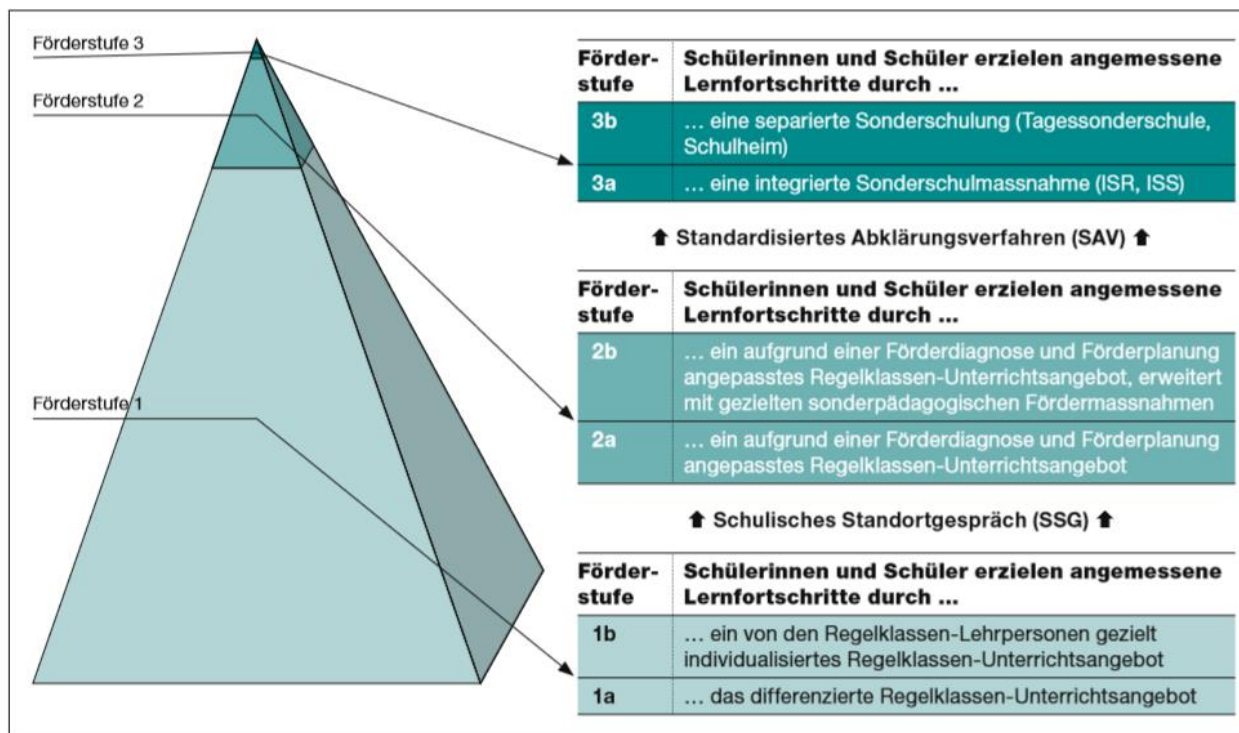 Förderstufe 3
Förderstufe 2
Förderstufe 1
Förder-
stufe
Schülerinnen und Schüler erzielen angemessene
Lernfortschritte durch ...
3b
... eine separierte Sonderschulung (Tagessonderschule,
Schulheim)
3a
... eine integrierte Sonderschulmassnahme (ISR, ISS)
Standardisiertes Abklärungsverfahren (SAV)
Förder-
stufe
Schülerinnen und Schüler erzielen angemessene
Lernfortschritte durch ...
2b
... ein aufgrund einer Förderdiagnose und Förderplanung
angepasstes Regelklassen-Unterrichtsangebot, erweitert
mit gezielten sonderpädagogischen Fördermassnahmen
2a
... ein aufgrund einer Förderdiagnose und Förderplanung
angepasstes Regelklassen-Unterrichtsangebot
Schulisches Standortgespräch (SSG)
Förder-
stufe
Schülerinnen und Schüler erzielen angemessene
Lernfortschritte durch ...
1b
... ein von den Regelklassen-Lehrpersonen gezielt
individualisiertes Regelklassen-Unterrichtsangebot
1a
... das differenzierte Regelklassen-Unterrichtsangebot